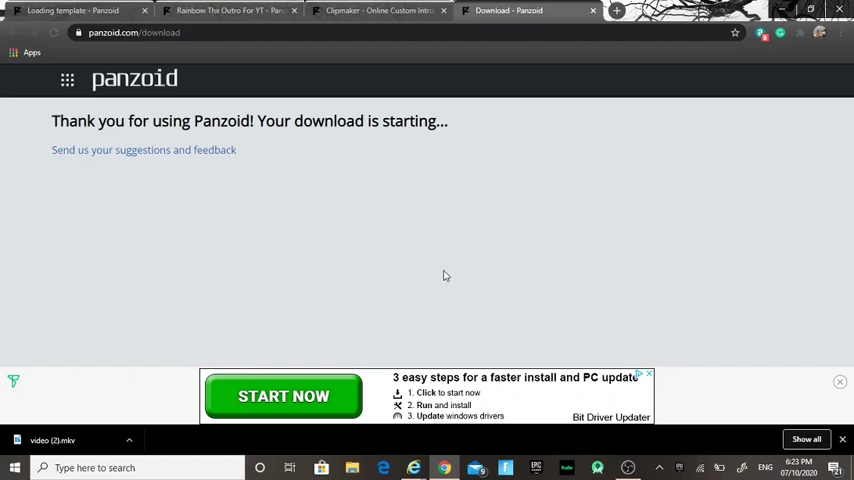 Loading template - Panzoid
Rainbow Thx Outro For YT - Pan
Clipmaker - Online Custom Intro
Download - Panzoid
panzoid.com/download
Apps
panzoid
Thank you for using Panzoid! Your download is starting...
Send us your suggestions and feedback
START NOW
3 easy steps for a faster install and PC update
1. Click to start now
2. Run and install
3. Update windows drivers
Bit Driver Updater
video (2).mkv
Show all
Type here to search
9
EPIC
hulu
ENG
6:23 PM
07/10/2020
21